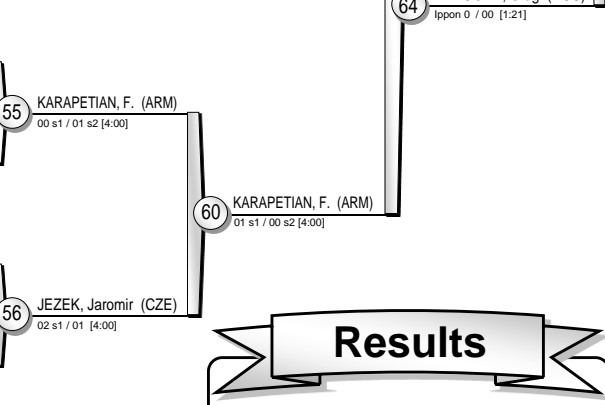 64
Ippon 0 / 00 [1:21]
55
KARAPETIAN, F. (ARM)
00 s1 / 01 s2 [4:00]
60
KARAPETIAN, F. (ARM)
01 s1 / 00 s2 [4:00]
56
JEZEK, Jaromir (CZE)
02 s1 / 01 [4:00]
Results